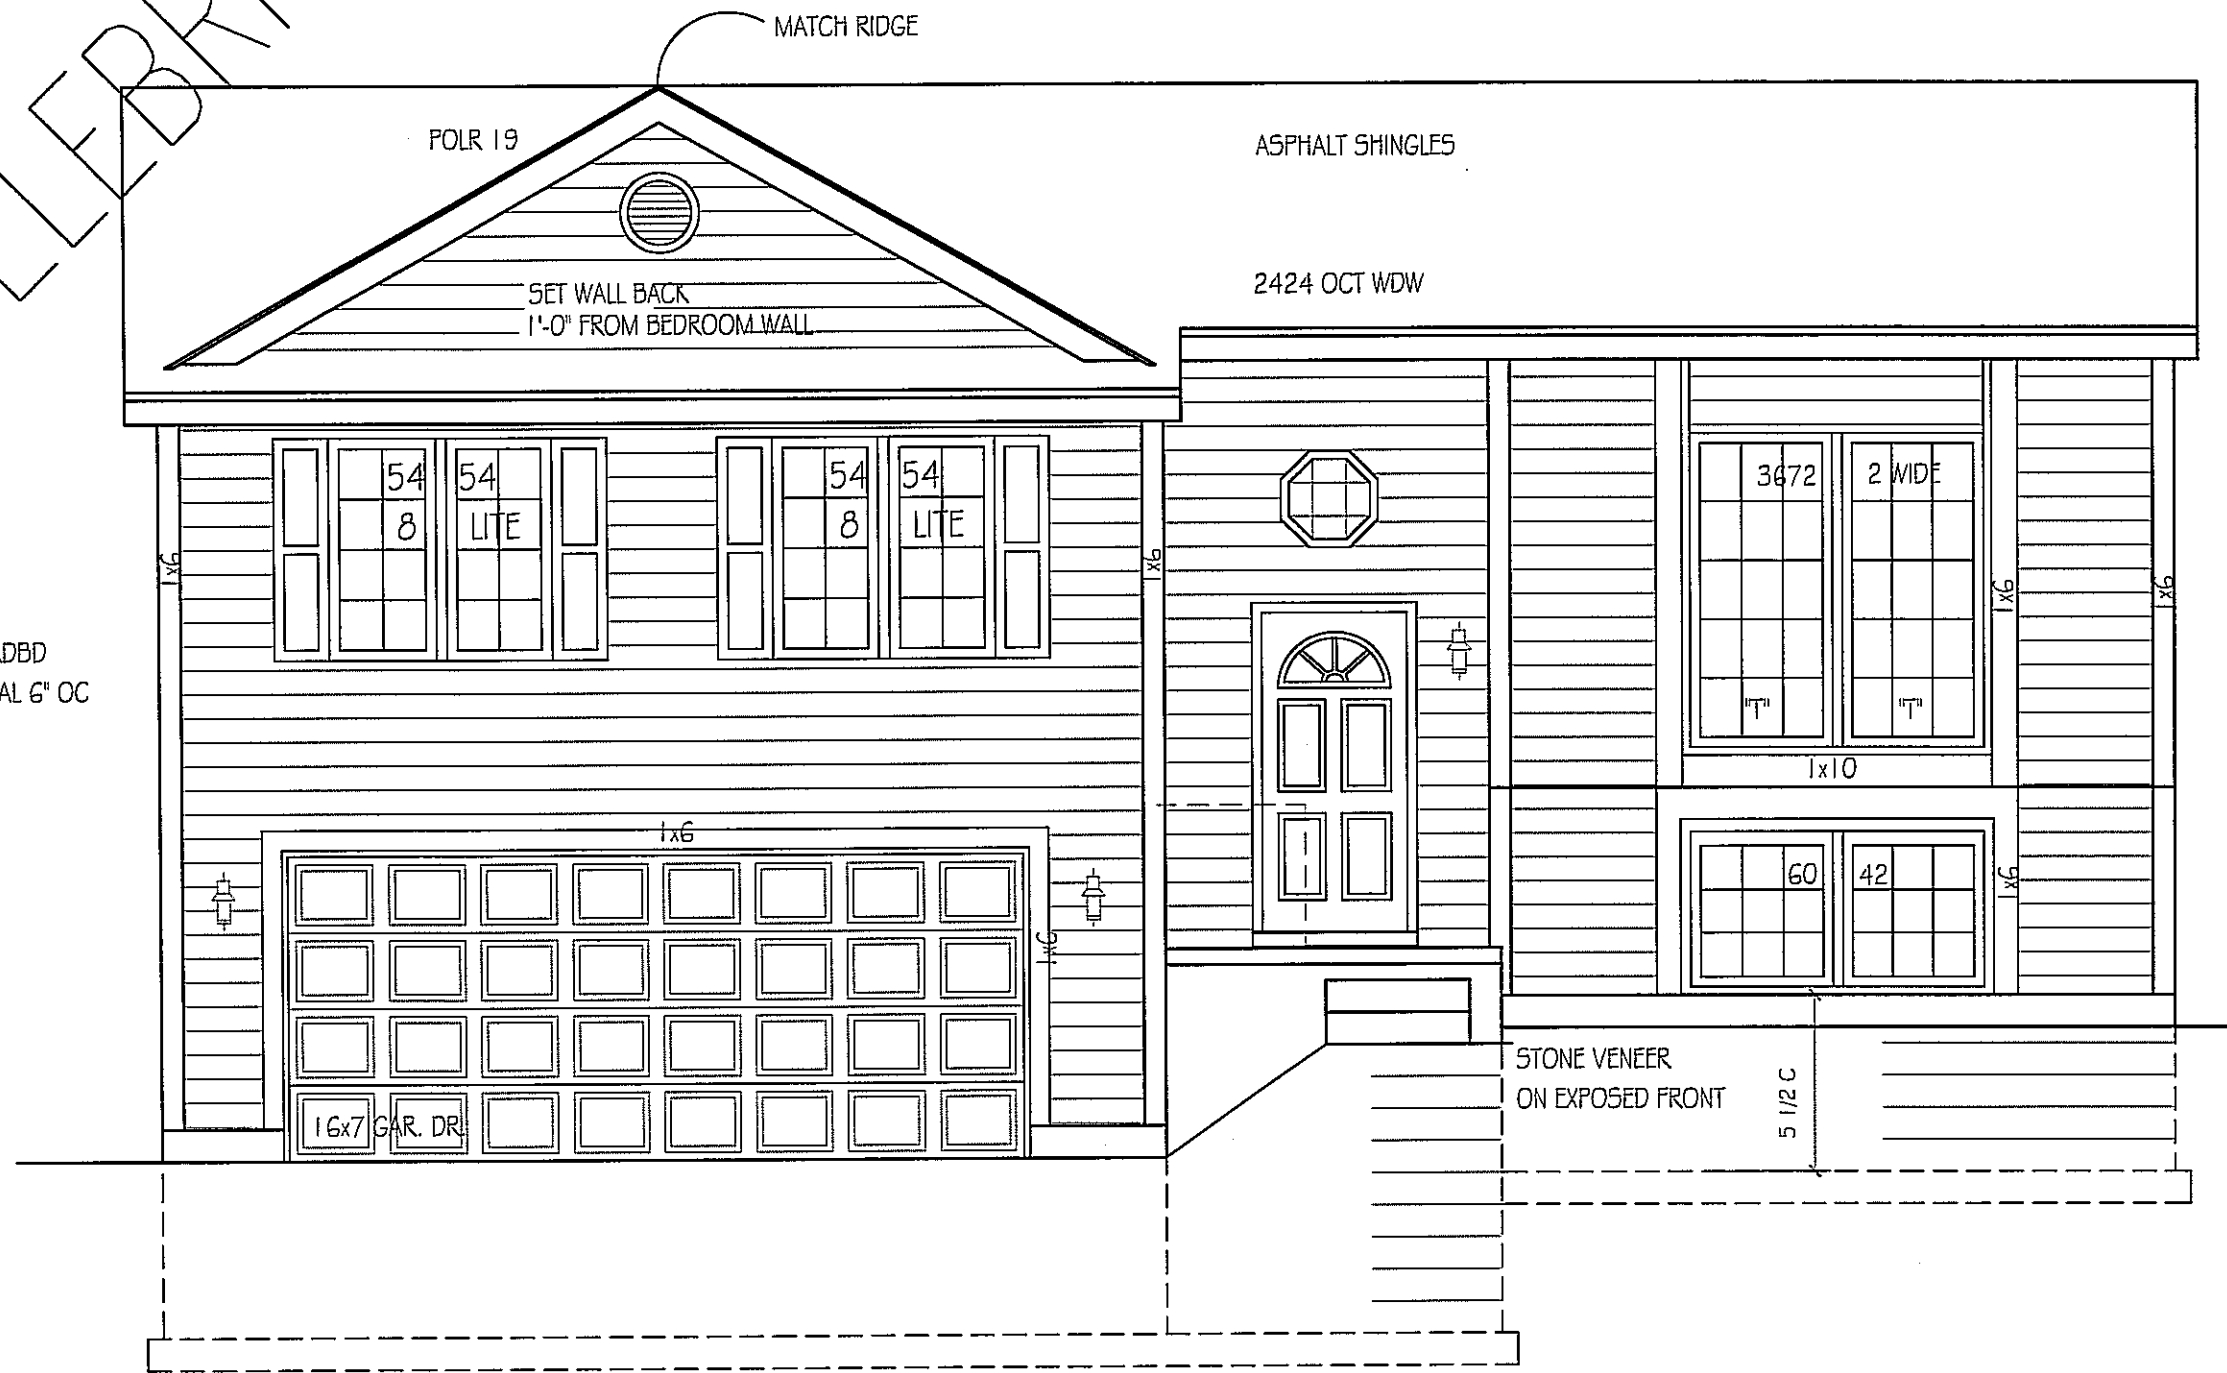 MATCH RIDGE
POLR 19
ASPHALT SHINGLES
2424 OCT WDW
SET WALL BACK
1'-0" FROM BEDROOM WALL
54 54
8 LITE
54 54
8 LITE
3672 2 WIDE
1x6
1x6
1x6
1x6
DBD
AL 6" OC
"T" "T"
1x10
1x6
60 42
1x6
1x6
16x7 GAR. DR.
STONE VENEER
ON EXPOSED FRONT
5 1/2 C